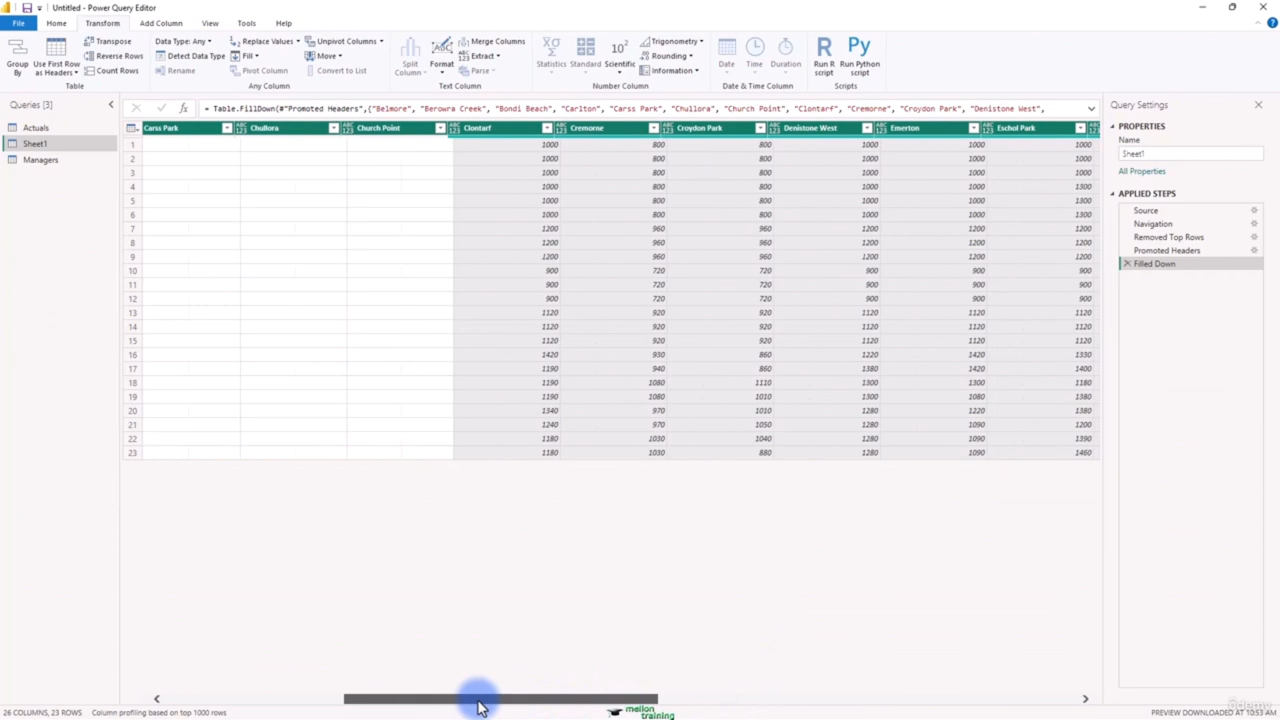 Untitled - Power Query Editor
File Home Transform Add Column View Tools Help
Group By
Use First Row as Headers
Transpose
Reverse Rows
Count Rows
Table
Data Type: Any
Detect Data Type
Rename
Replace Values
Fill
Pivot Column
Unpivot Columns
Move
Convert to List
Any Column
Split Column
Format
Merge Columns
Extract
Parse
Text Column
Statistics
Standard
Scientific
Trigonometry
Rounding
Information
Number Column
Date
Time
Duration
Date & Time Column
Run R script
Run Python script
Scripts
Queries [3]
Actuals
Sheet1
Managers
= Table.FillDown(#"Promoted Headers",{"Belmore", "Berowra Creek", "Bondi Beach", "Carlton", "Carss Park", "Chullora", "Church Point", "Clontarf", "Cremorne", "Croydon Park", "Denistone West",
Carss Park Chullora Church Point Clontarf Cremorne Croydon Park Denistone West Emerton Eschol Park
1 1000 800 800 1000 1000 1000
2 1000 800 800 1000 1000 1000
3 1000 800 800 1000 1000 1000
4 1000 800 800 1000 1000 1300
5 1000 800 800 1000 1000 1300
6 1000 800 800 1000 1000 1300
7 1200 960 960 1200 1200 1200
8 1200 960 960 1200 1200 1200
9 1200 960 960 1200 1200 1200
10 900 720 720 900 900 900
11 900 720 720 900 900 900
12 900 720 720 900 900 900
13 1120 920 920 1120 1120 1120
14 1120 920 920 1120 1120 1120
15 1120 920 920 1120 1120 1120
16 1420 930 860 1220 1420 1330
17 1190 940 860 1380 1420 1400
18 1190 1080 1110 1300 1300 1180
19 1190 1080 1010 1300 1080 1380
20 1340 970 1010 1280 1220 1380
21 1240 970 1050 1280 1090 1200
22 1180 1030 1040 1280 1090 1390
23 1180 1030 880 1280 1090 1460
Query Settings
PROPERTIES
Name
Sheet1
All Properties
APPLIED STEPS
Source
Navigation
Removed Top Rows
Promoted Headers
Filled Down
26 COLUMNS, 23 ROWS Column profiling based on top 1000 rows
mellon training
ûdemy
PREVIEW DOWNLOADED AT 10:53 AM